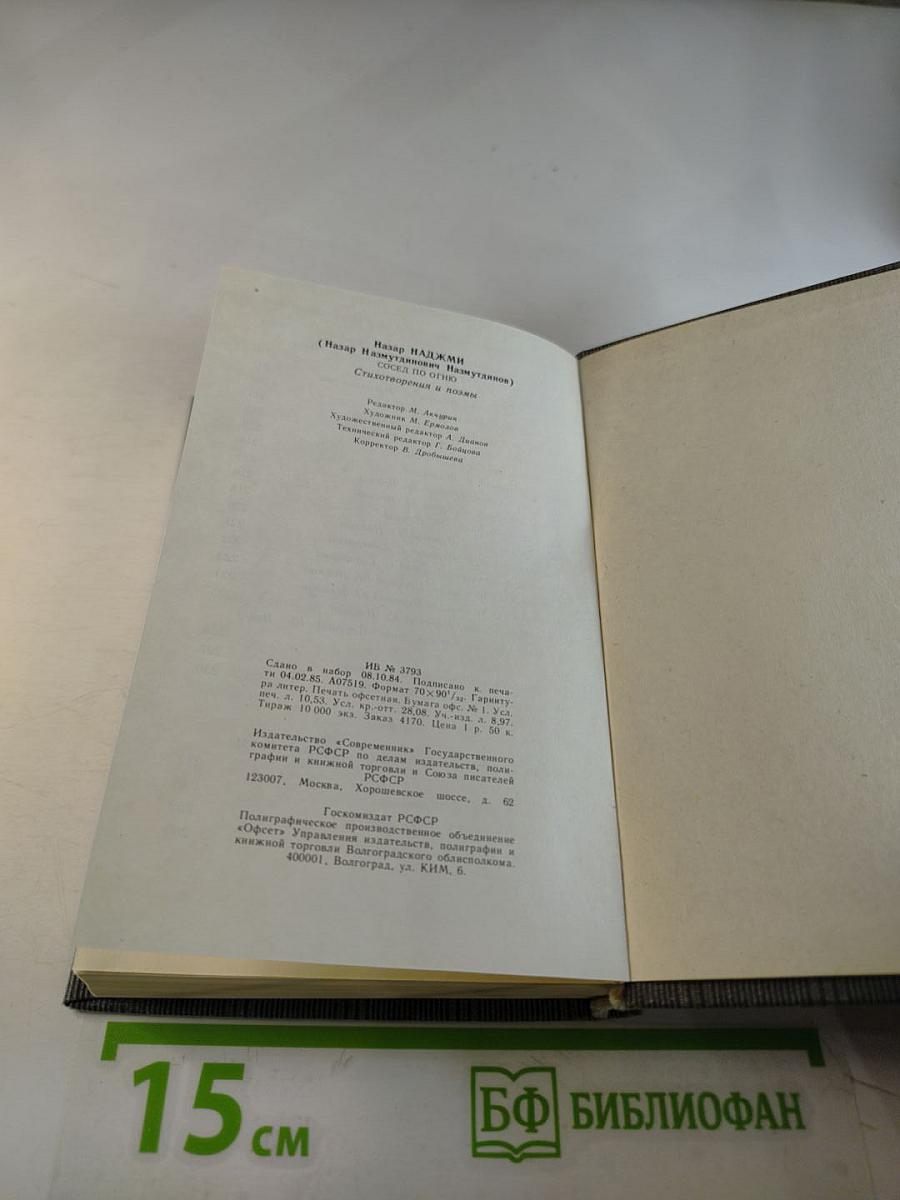 Назар НАДЖМИ
(Назар Назмутдинович Назмутдинов)
СОСЕД ПО ОГНЮ
Стихотворения и поэмы
Редактор М. Акчурин
Художник М. Ермолов
Художественный редактор А. Дианов
Технический редактор Г. Бойцова
Корректор В. Дробышева
ИБ № 3793
Сдано в набор 08.10.84. Подписано к печа-
ти 04.02.85. А07519. Формат 70×90¹/₃₂. Гарниту-
ра литер. Печать офсетная. Бумага офс. № 1. Усл.
печ. л. 10,53. Усл. кр.-отт. 28,08. Уч.-изд. л. 8,97.
Тираж 10 000 экз. Заказ 4170. Цена 1 р. 50 к.
Издательство «Современник» Государственного
комитета РСФСР по делам издательств, поли-
графии и книжной торговли и Союза писателей
РСФСР
123007, Москва, Хорошевское шоссе, д. 62
Госкомиздат РСФСР
Полиграфическое производственное объединение
«Офсет» Управления издательств, полиграфии и
книжной торговли Волгоградского облисполкома.
400001, Волгоград, ул. КИМ, 6.
15 см
БФ БИБЛИОФАН